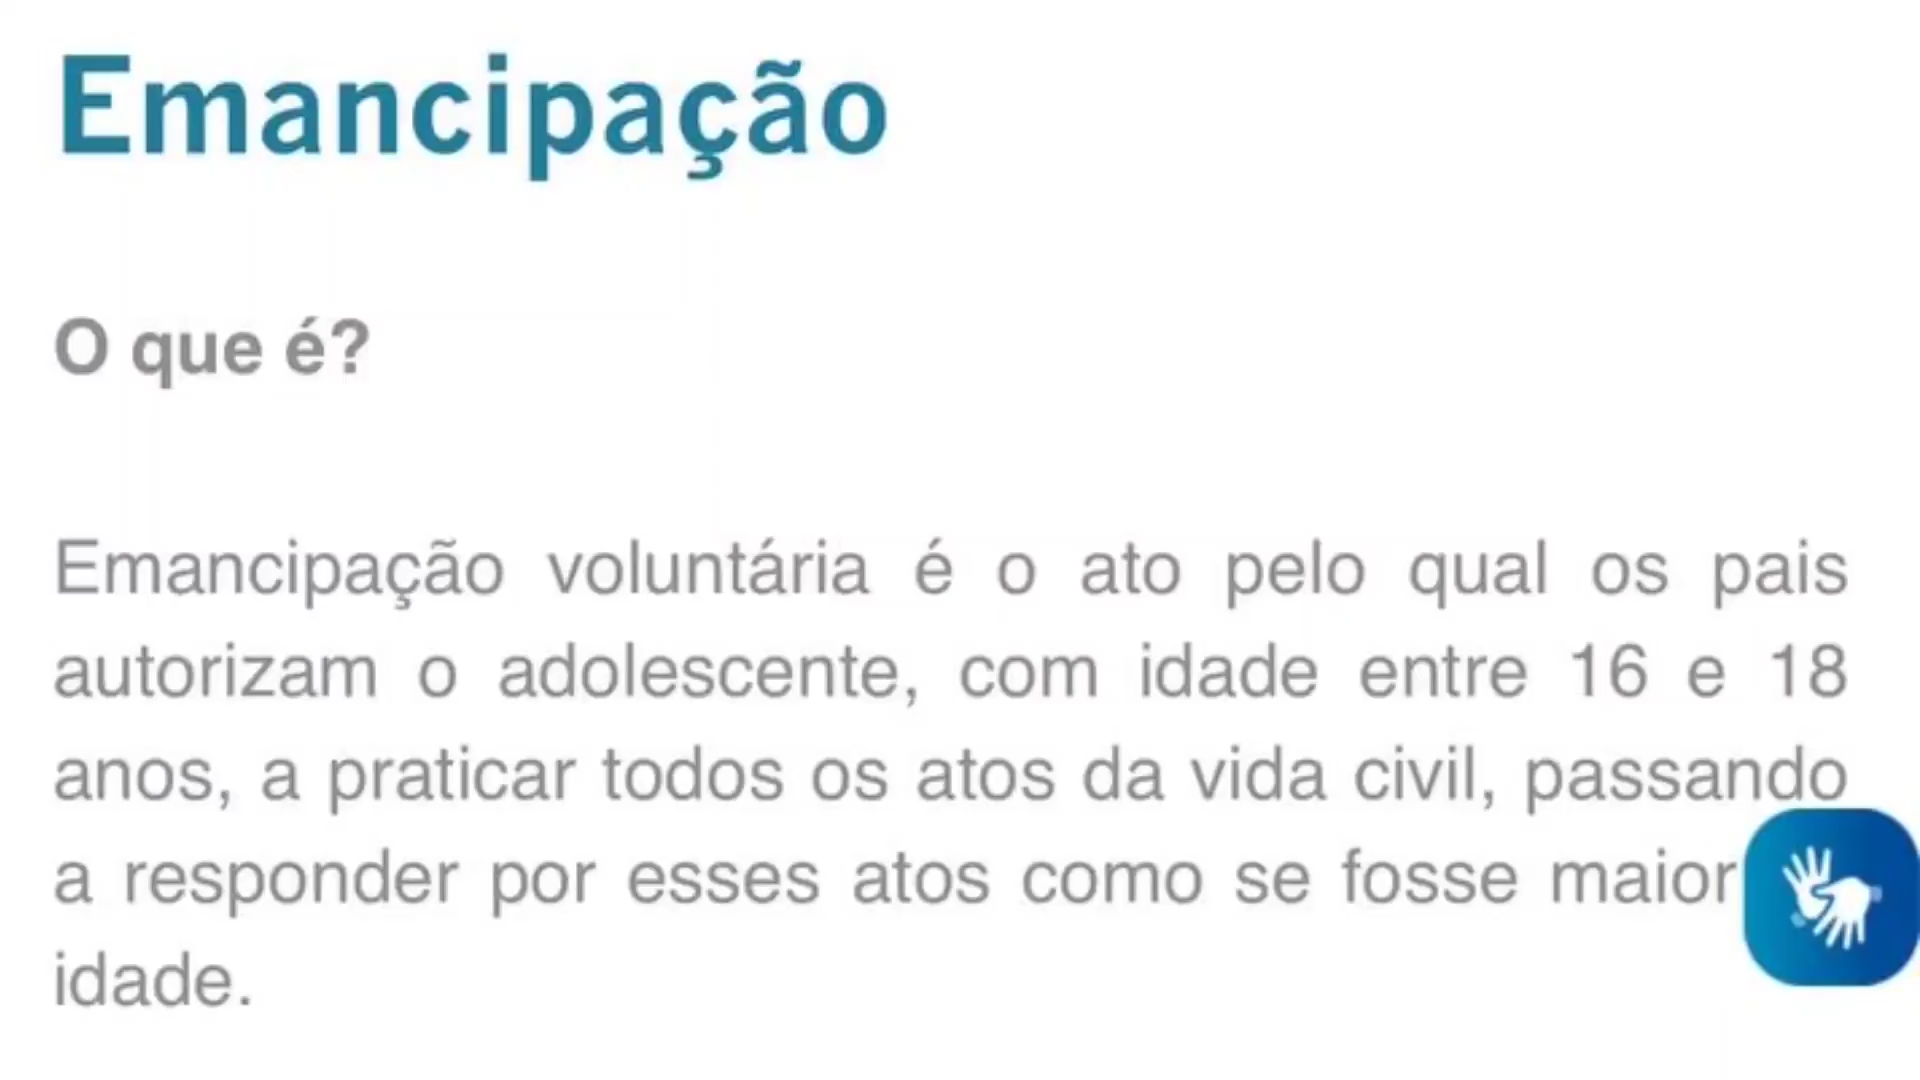 Emancipação
O que é?
Emancipação voluntária é o ato pelo qual os pais
autorizam o adolescente, com idade entre 16 e 18
anos, a praticar todos os atos da vida civil, passando
a responder por esses atos como se fosse maior
idade.